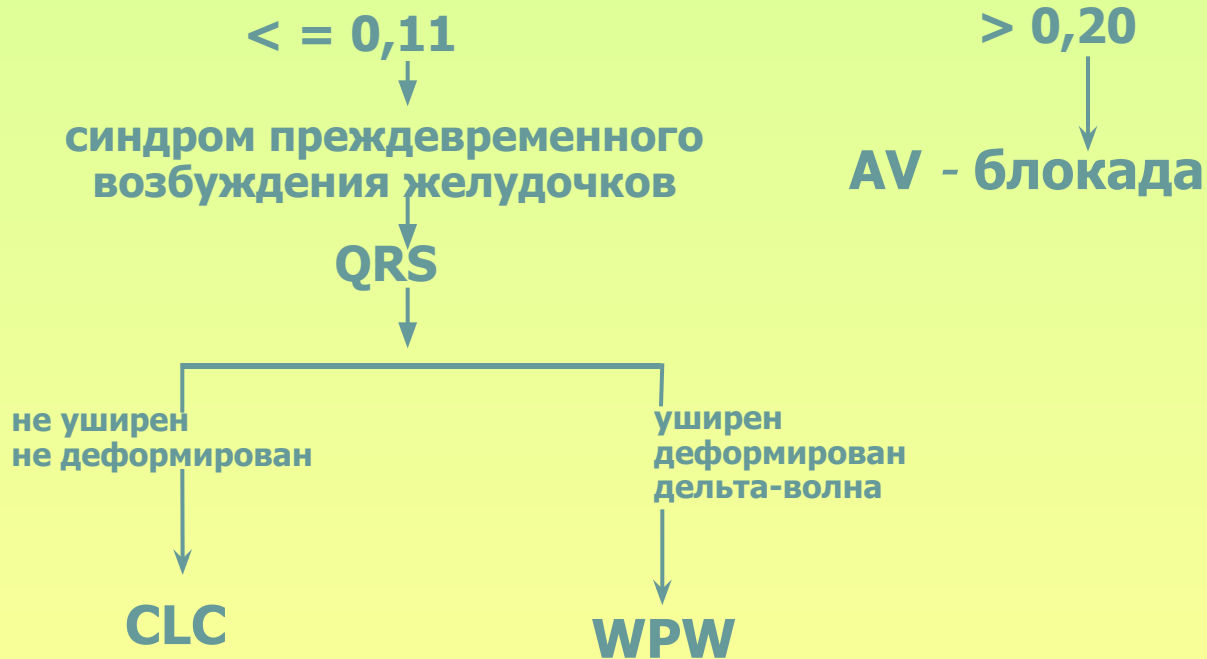 < = 0,11
> 0,20
синдром преждевременного
возбуждения желудочков
AV - блокада
QRS
не уширен
не деформирован
уширен
деформирован
дельта-волна
CLC
WPW